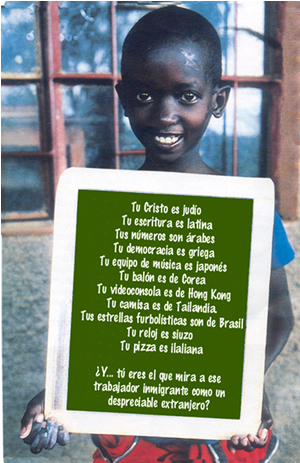 Tu Cristo es judío
Tu escritura es latina
Tus números son árabes
Tu democracia es griega
Tu equipo de música es japonés
Tu balón es de Corea
Tu videoconsola es de Hong Kong
Tu camisa es de Tailandia.
Tus estrellas furbolísticas son de Brasil
Tu reloj es siuzo
Tu pizza es ilaliana
¿Y... tú eres el que mira a ese
trabajador inmigrante como un
despreciable extranjero?